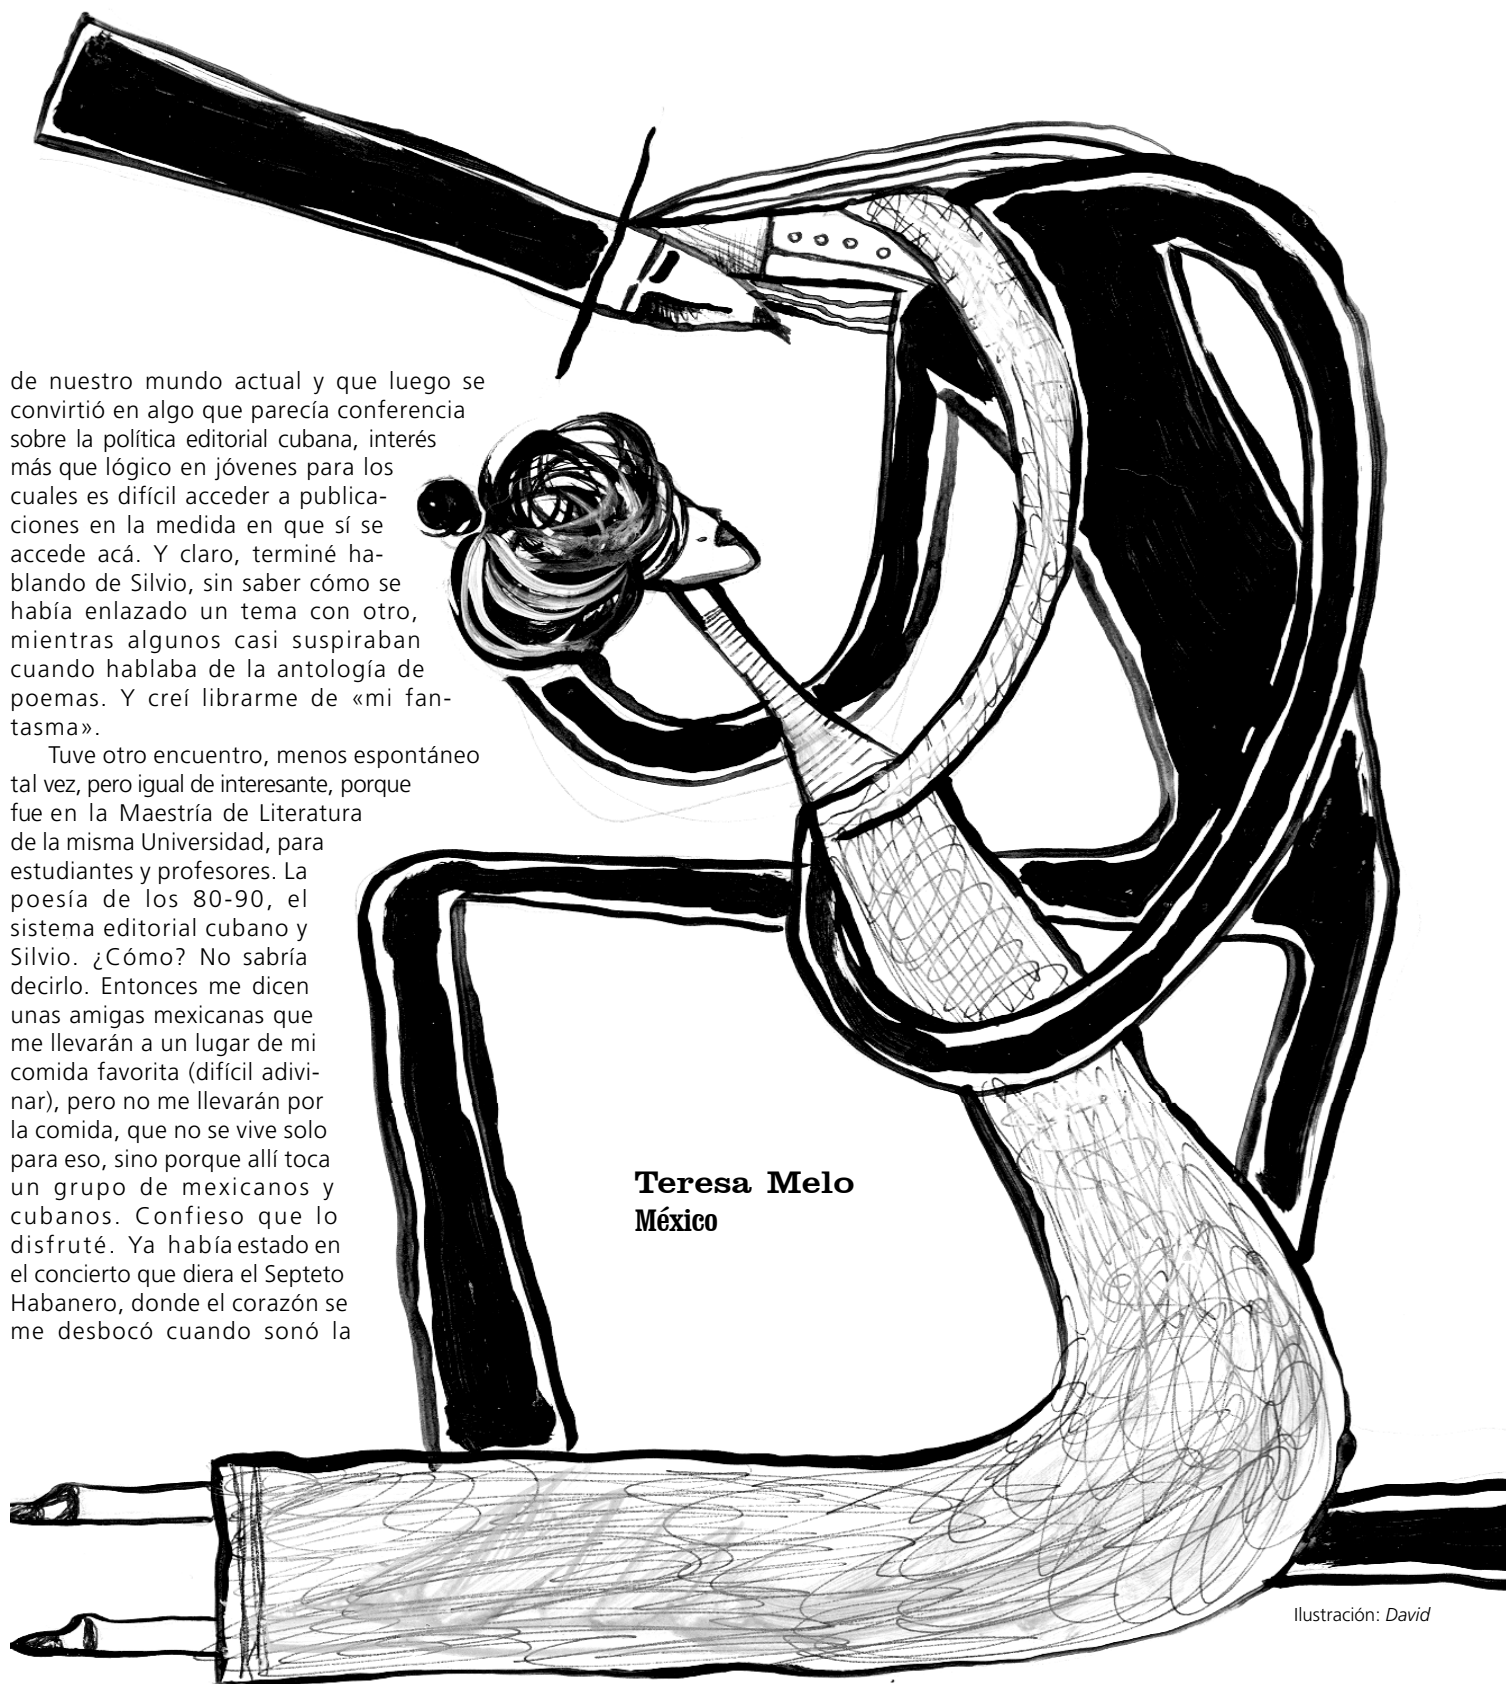 de nuestro mundo actual y que luego se
convirtió en algo que parecía conferencia
sobre la política editorial cubana, interés
más que lógico en jóvenes para los
cuales es difícil acceder a publica-
ciones en la medida en que sí se
accede acá. Y claro, terminé ha-
blando de Silvio, sin saber cómo se
había enlazado un tema con otro,
mientras algunos casi suspiraban
cuando hablaba de la antología de
poemas. Y creí librarme de «mi fan-
tasma».
Tuve otro encuentro, menos espontáneo
tal vez, pero igual de interesante, porque
fue en la Maestría de Literatura
de la misma Universidad, para
estudiantes y profesores. La
poesía de los 80-90, el
sistema editorial cubano y
Silvio. ¿Cómo? No sabría
decirlo. Entonces me dicen
unas amigas mexicanas que
me llevarán a un lugar de mi
comida favorita (difícil adivi-
nar), pero no me llevarán por
la comida, que no se vive solo
para eso, sino porque allí toca
un grupo de mexicanos y
cubanos. Confieso que lo
disfruté. Ya había estado en
el concierto que diera el Septeto
Habanero, donde el corazón se
me desbocó cuando sonó la
Teresa Melo
México
Ilustración: David